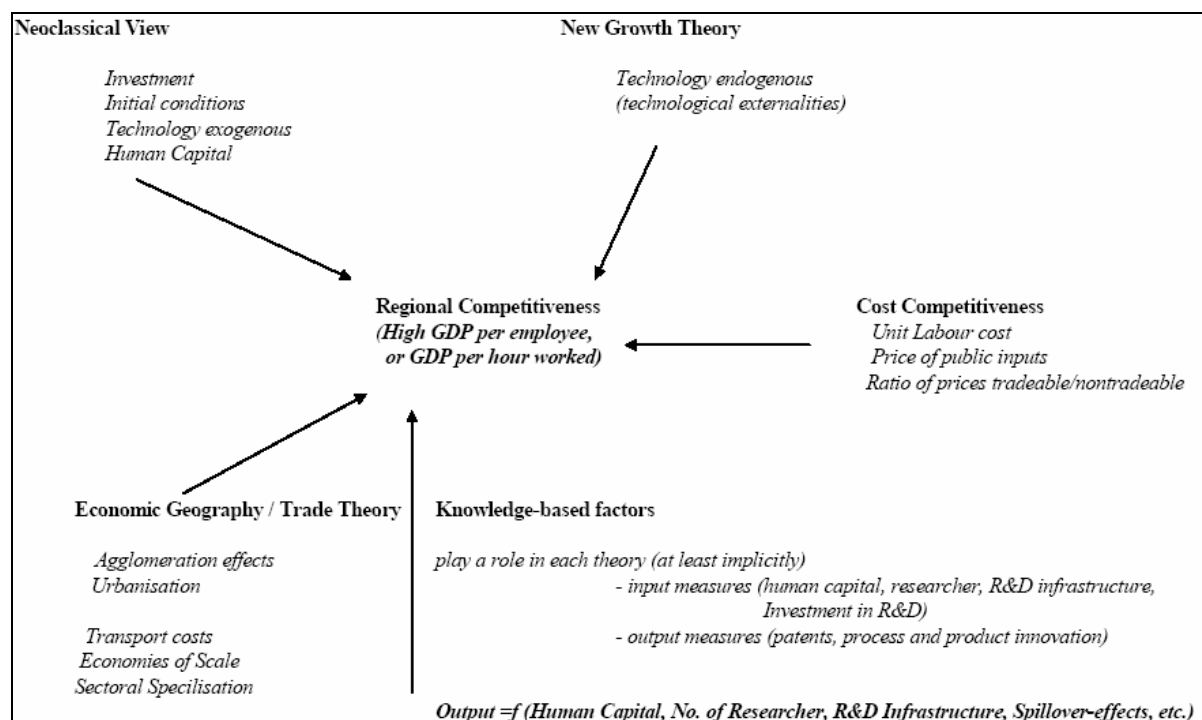 Neoclassical View
Investment
Initial conditions
Technology exogenous
Human Capital
New Growth Theory
Technology endogenous
(technological externalities)
Regional Competitiveness
(High GDP per employee,
or GDP per hour worked)
Cost Competitiveness
Unit Labour cost
Price of public inputs
Ratio of prices tradeable/nontradeable
Economic Geography / Trade Theory
Agglomeration effects
Urbanisation
Transport costs
Economies of Scale
Sectoral Specilisation
Knowledge-based factors
play a role in each theory (at least implicitly)
- input measures (human capital, researcher, R&D infrastructure,
Investment in R&D)
- output measures (patents, process and product innovation)
Output =f (Human Capital, No. of Researcher, R&D Infrastructure, Spillover-effects, etc.)